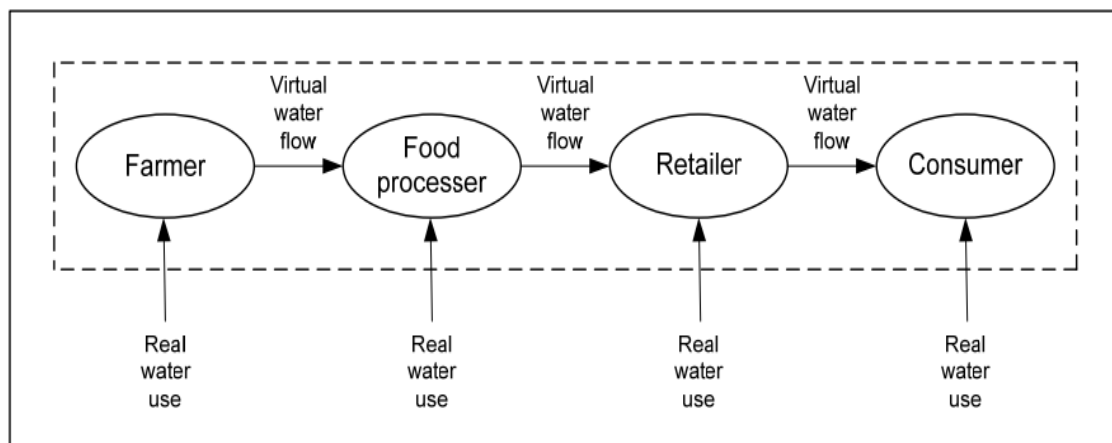 Virtual
water
flow
Virtual
water
flow
Virtual
water
flow
Farmer
Food
processer
Retailer
Consumer
Real
water
use
Real
water
use
Real
water
use
Real
water
use